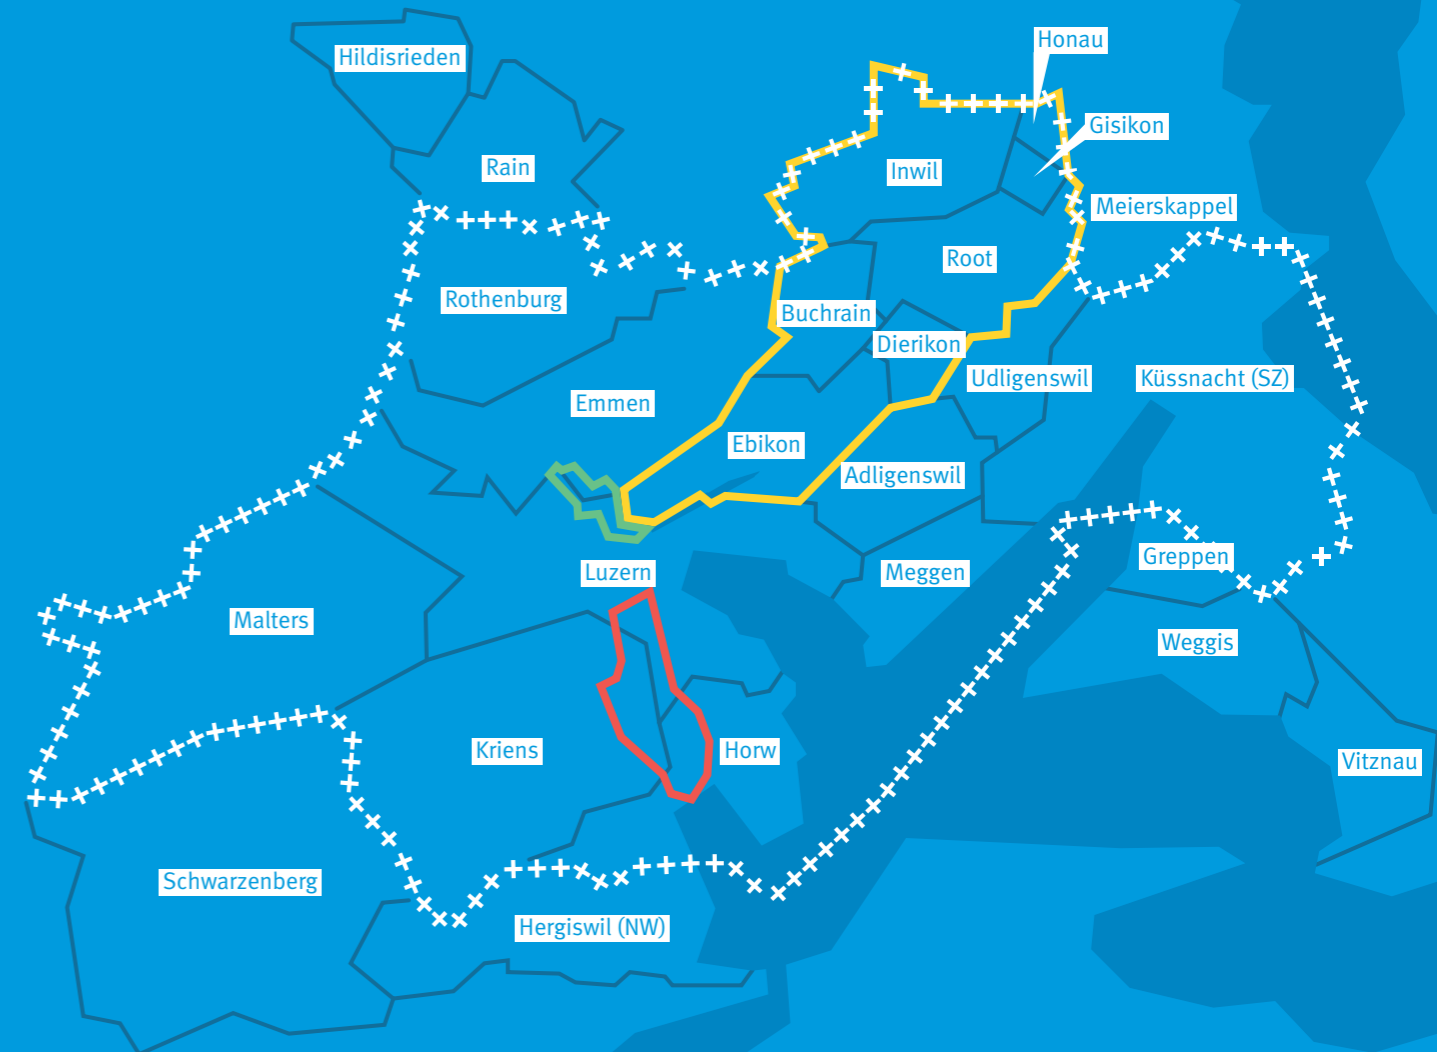 Honau
Hildisrieden
Gisikon
Rain
Inwil
Meierskappel
Root
Rothenburg
Buchrain
Dierikon
Udligenswil
Küssnacht (SZ)
Emmen
Ebikon
Adligenswil
Greppen
Luzern
Meggen
Malters
Weggis
Kriens
Horw
Vitznau
Schwarzenberg
Hergiswil (NW)